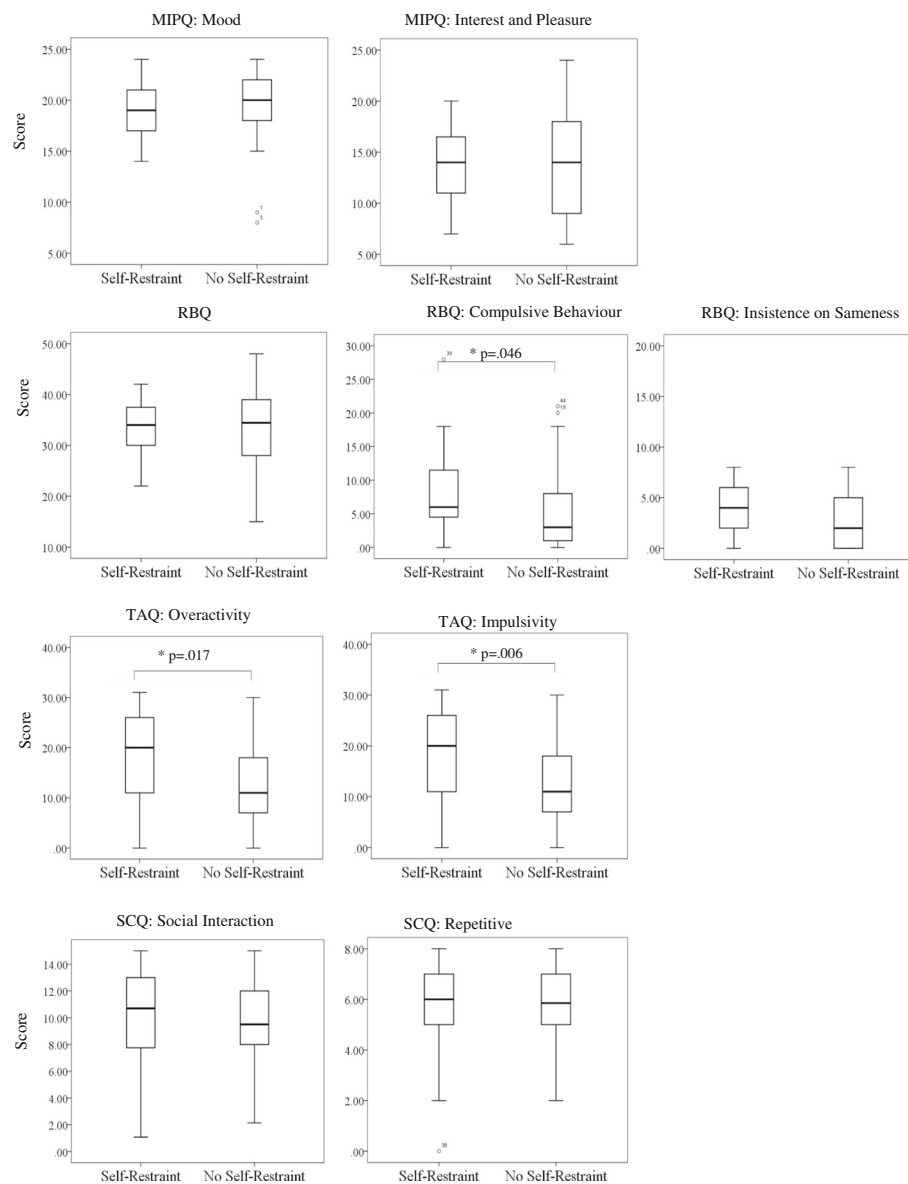 MIPQ: Mood
MIPQ: Interest and Pleasure
Score
25.00
20.00
15.00
10.00
5.00
1
5
Self-Restraint
No Self-Restraint
25.00
20.00
15.00
10.00
5.00
Self-Restraint
No Self-Restraint
RBQ
RBQ: Compulsive Behaviour
RBQ: Insistence on Sameness
Score
50.00
40.00
30.00
20.00
10.00
Self-Restraint
No Self-Restraint
30.00
25.00
20.00
15.00
10.00
5.00
.00
39
* p=.046
44
18
Self-Restraint
No Self-Restraint
20.00
15.00
10.00
5.00
.00
Self-Restraint
No Self-Restraint
TAQ: Overactivity
TAQ: Impulsivity
Score
40.00
30.00
20.00
10.00
.00
* p=.017
Self-Restraint
No Self-Restraint
40.00
30.00
20.00
10.00
.00
* p=.006
Self-Restraint
No Self-Restraint
SCQ: Social Interaction
SCQ: Repetitive
Score
14.00
12.00
10.00
8.00
6.00
4.00
2.00
.00
Self-Restraint
No Self-Restraint
8.00
6.00
4.00
2.00
.00
Self-Restraint
No Self-Restraint